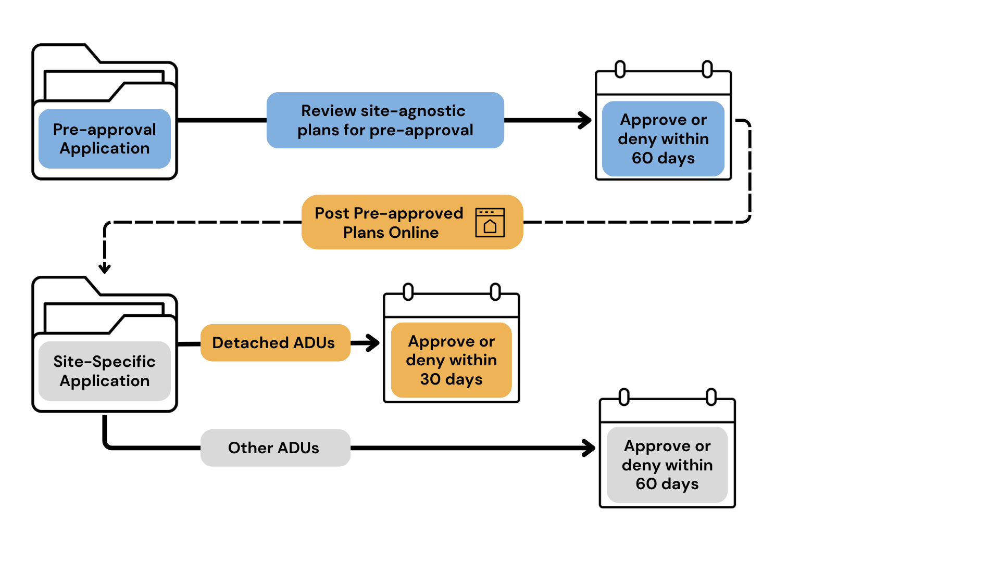 Pre-approval
Application
Review site-agnostic
plans for pre-approval
Approve or
deny within
60 days
Post Pre-approved
Plans Online
Site-Specific
Application
Detached ADUs
Approve or
deny within
30 days
Other ADUs
Approve or
deny within
60 days